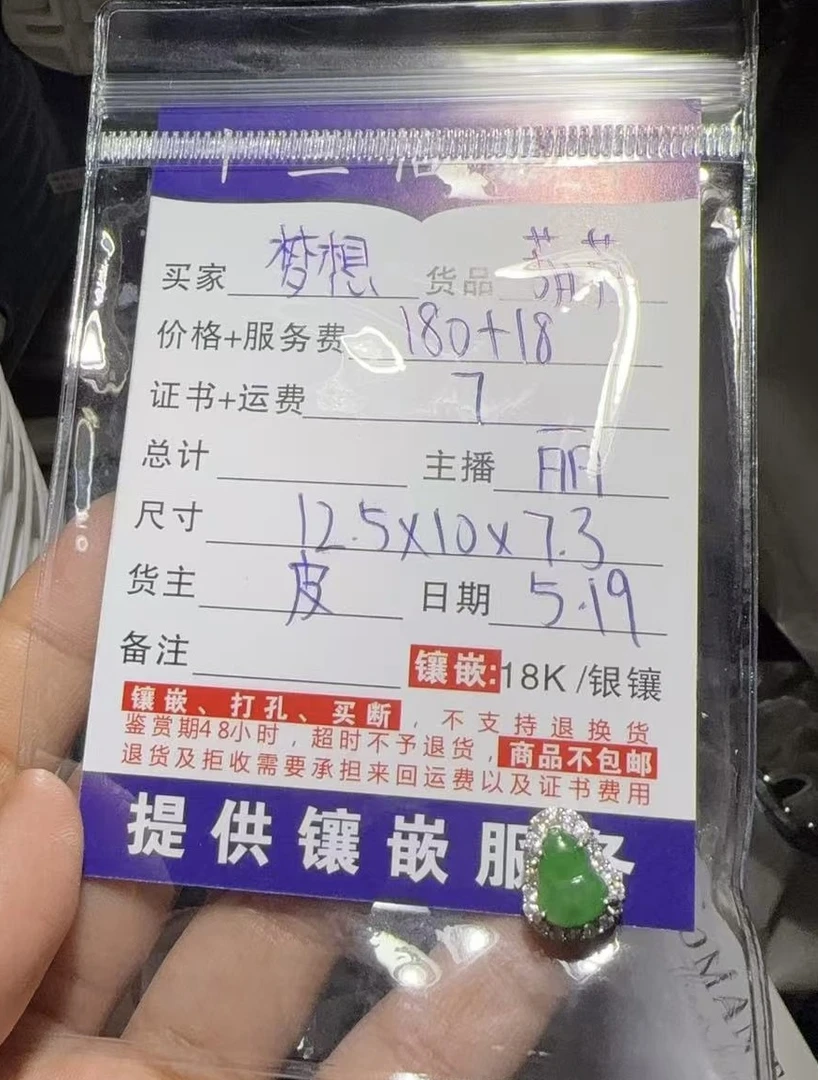 买家 梦想 货品 葫芦
价格+服务费 180+18
证书+运费 7
总计 主播 丽
尺寸 12.5x10x7.3
货主 皮 日期 5.19
备注 镶嵌:18K/银镶
镶嵌、打孔、买断，不支持退换货
鉴赏期48小时，超时不予退货，商品不包邮
退货及拒收需要承担来回运费以及证书费用
提供镶嵌服务
OMAN